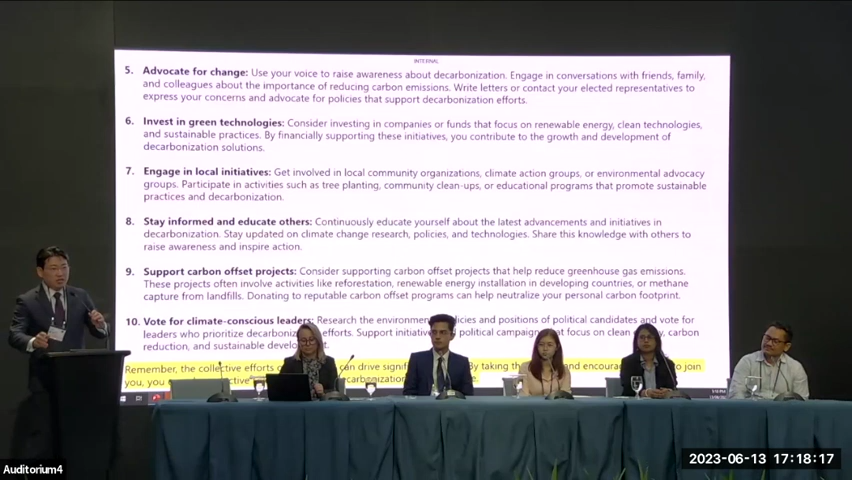 INTERNAL
5. Advocate for change: Use your voice to raise awareness about decarbonization. Engage in conversations with friends, family,
and colleagues about the importance of reducing carbon emissions. Write letters or contact your elected representatives to
express your concerns and advocate for policies that support decarbonization efforts.
6. Invest in green technologies: Consider investing in companies or funds that focus on renewable energy, clean technologies,
and sustainable practices. By financially supporting these initiatives, you contribute to the growth and development of
decarbonization solutions.
7. Engage in local initiatives: Get involved in local community organizations, climate action groups, or environmental advocacy
groups. Participate in activities such as tree planting, community clean-ups, or educational programs that promote sustainable
practices and decarbonization.
8. Stay informed and educate others: Continuously educate yourself about the latest advancements and initiatives in
decarbonization. Stay updated on climate change research, policies, and technologies. Share this knowledge with others to
raise awareness and inspire action.
9. Support carbon offset projects: Consider supporting carbon offset projects that help reduce greenhouse gas emissions.
These projects often involve activities like reforestation, renewable energy installation in developing countries, or methane
capture from landfills. Donating to reputable carbon offset programs can help neutralize your personal carbon footprint.
10. Vote for climate-conscious leaders: Research the environmen policies and positions of political candidates and vote for
leaders who prioritize decarboniz efforts. Support initiativ political campaig at focus on clean carbon
reduction, and sustainable develo
Remember, the collective efforts can drive signif By taking th and encourag to join
you, you ctive ecarbonizatio
Auditorium4
2023-06-13 17:18:17